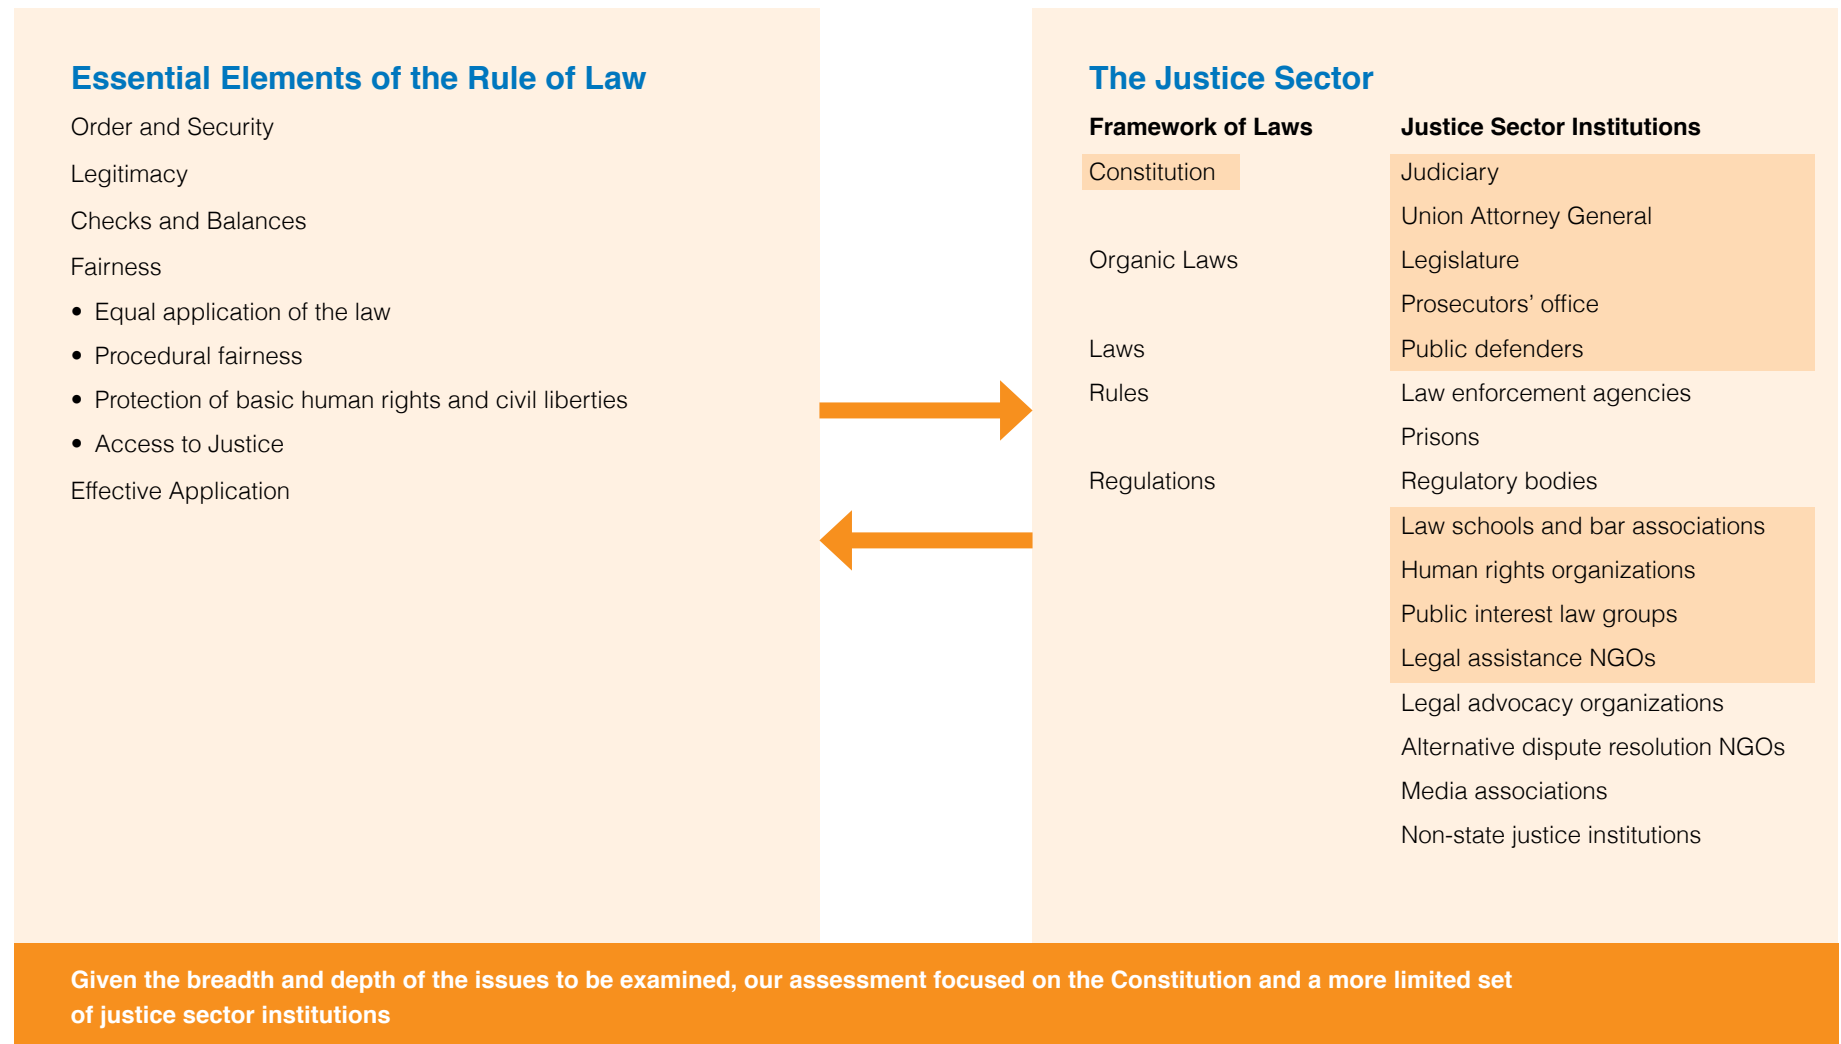 Essential Elements of the Rule of Law
Order and Security
Legitimacy
Checks and Balances
Fairness
• Equal application of the law
• Procedural fairness
• Protection of basic human rights and civil liberties
• Access to Justice
Effective Application
The Justice Sector
Framework of Laws
Constitution
Organic Laws
Laws
Rules
Regulations
Justice Sector Institutions
Judiciary
Union Attorney General
Legislature
Prosecutors’ office
Public defenders
Law enforcement agencies
Prisons
Regulatory bodies
Law schools and bar associations
Human rights organizations
Public interest law groups
Legal assistance NGOs
Legal advocacy organizations
Alternative dispute resolution NGOs
Media associations
Non-state justice institutions
Given the breadth and depth of the issues to be examined, our assessment focused on the Constitution and a more limited set
of justice sector institutions